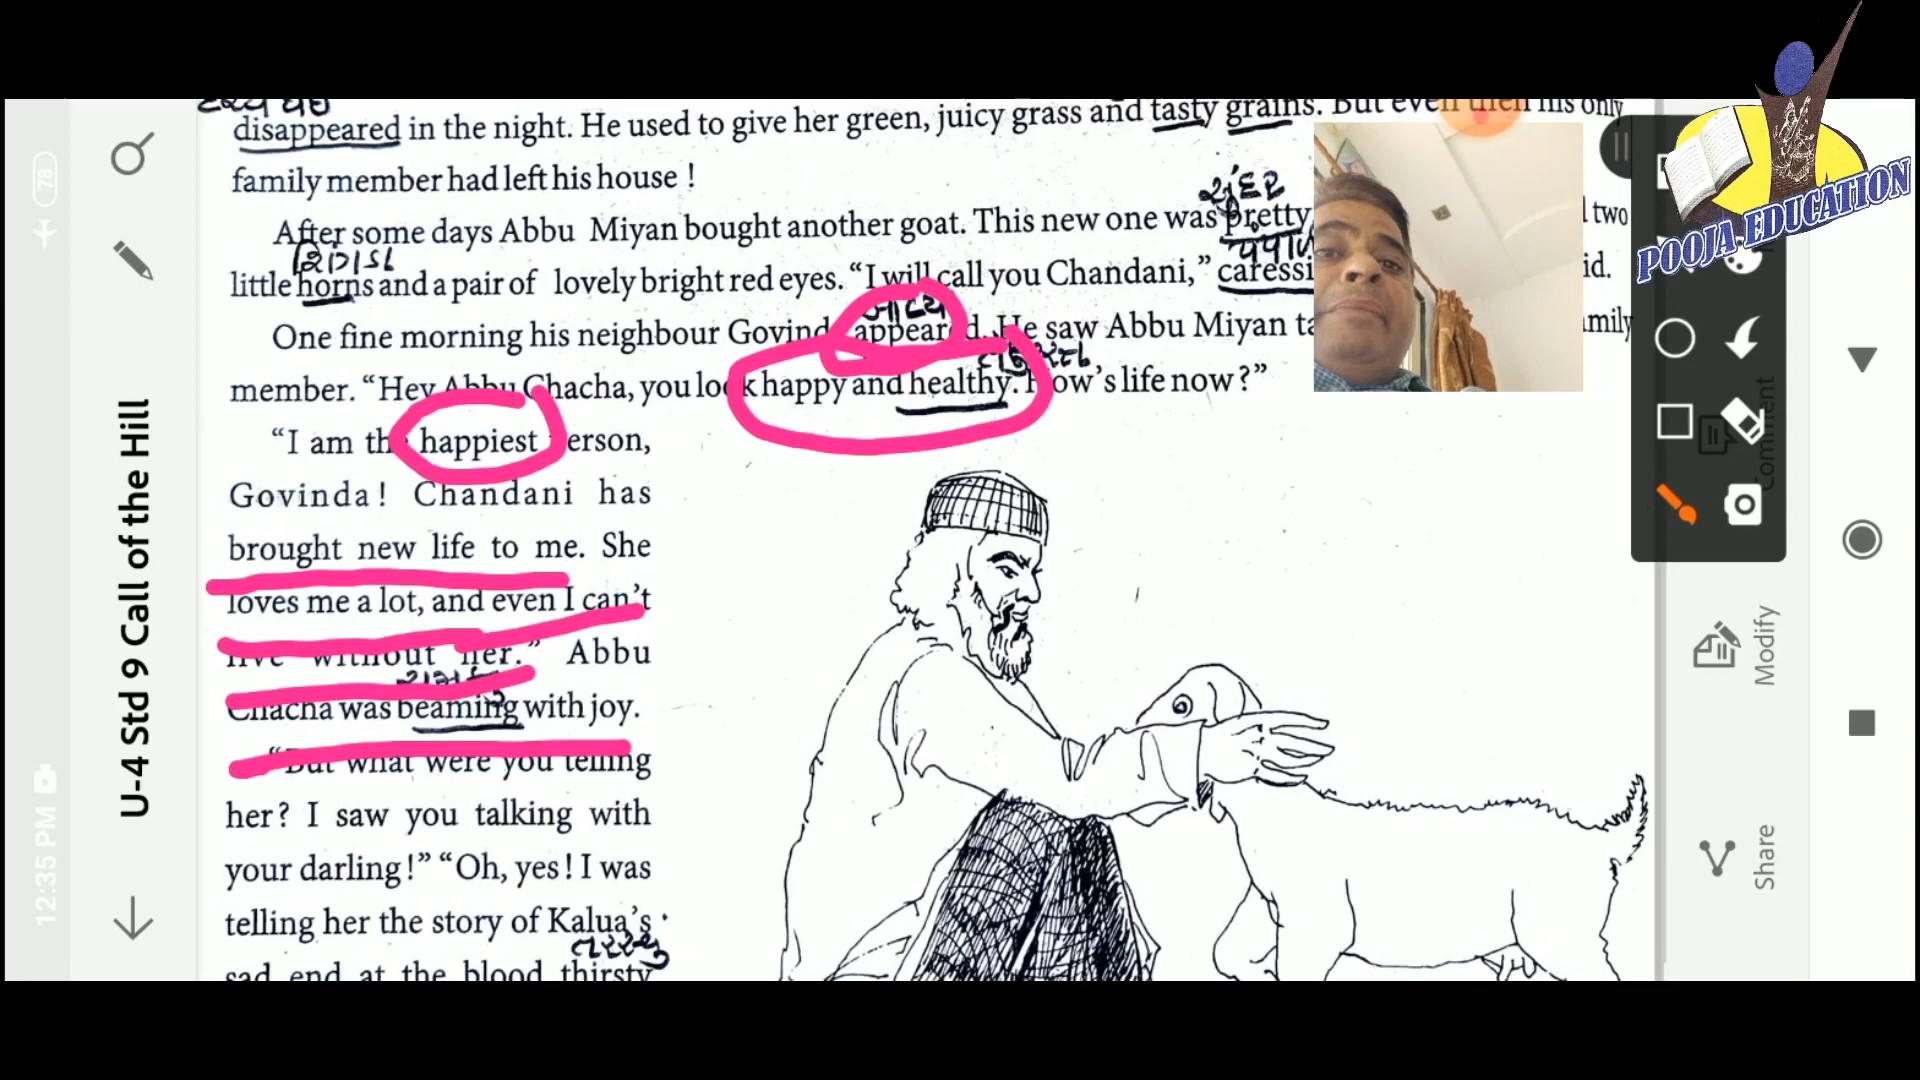 disappeared in the night. He used to give her green, juicy grass and tasty grains. But even then his only
family member had left his house !
સુંદર
After some days Abbu Miyan bought another goat. This new one was pretty
two
શિંગડા
little horns and a pair of lovely bright red eyes. “I will call you Chandani,”
id.
One fine morning his neighbour Govind appeared. He saw Abbu Miyan
member. “Hey Abbu Chacha, you look happy and healthy. How’s life now?”
“I am the happiest person,
Govinda! Chandani has
brought new life to me. She
loves me a lot, and even I can’t
live without her.” Abbu
Chacha was beaming with joy.
“But what were you telling
her? I saw you talking with
your darling!” “Oh, yes! I was
telling her the story of Kalua’s
sad end at the blood thirsty
U-4 Std 9 Call of the Hill
12:35 PM
78
POOJA EDUCATION
Comment
Modify
Share